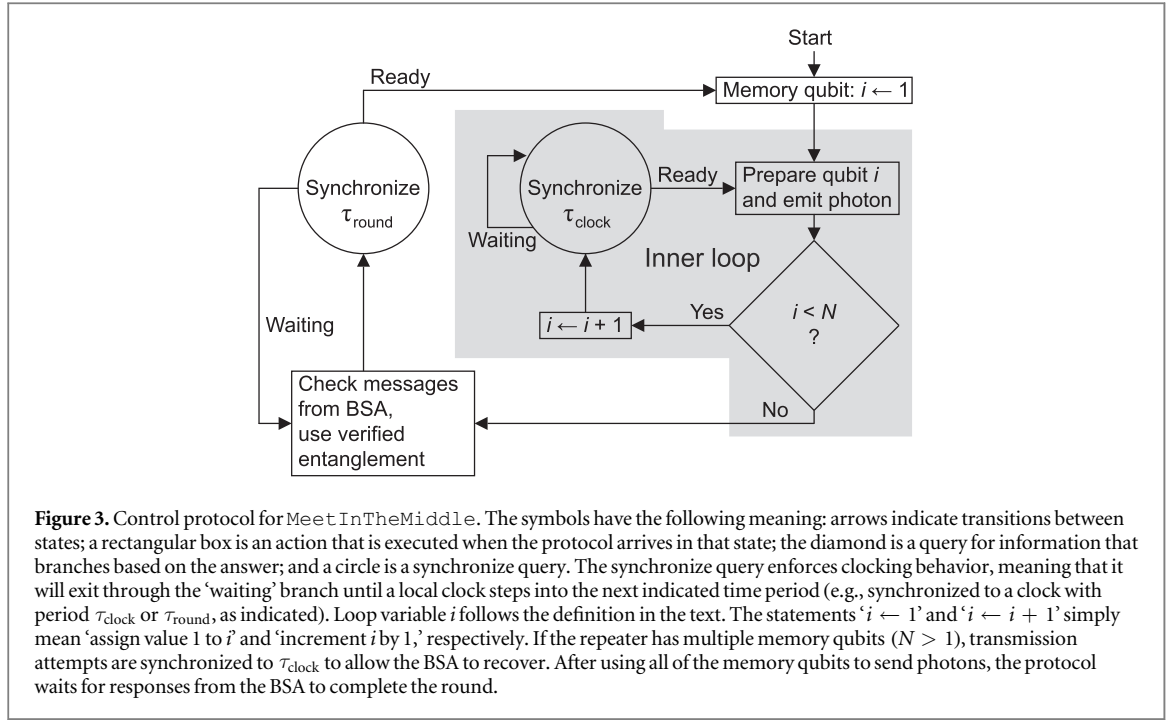 Start
Ready
Memory qubit: i ← 1
Synchronize
τround
Synchronize
τclock
Ready
Prepare qubit i
and emit photon
Waiting
Inner loop
Waiting
i ← i + 1
Yes
i < N
?
Check messages
from BSA,
use verified
entanglement
No
Figure 3. Control protocol for MeetInTheMiddle. The symbols have the following meaning: arrows indicate transitions between
states; a rectangular box is an action that is executed when the protocol arrives in that state; the diamond is a query for information that
branches based on the answer; and a circle is a synchronize query. The synchronize query enforces clocking behavior, meaning that it
will exit through the ‘waiting’ branch until a local clock steps into the next indicated time period (e.g., synchronized to a clock with
period τclock or τround, as indicated). Loop variable i follows the definition in the text. The statements ‘i ← 1’ and ‘i ← i + 1’ simply
mean ‘assign value 1 to i’ and ‘increment i by 1,’ respectively. If the repeater has multiple memory qubits (N > 1), transmission
attempts are synchronized to τclock to allow the BSA to recover. After using all of the memory qubits to send photons, the protocol
waits for responses from the BSA to complete the round.